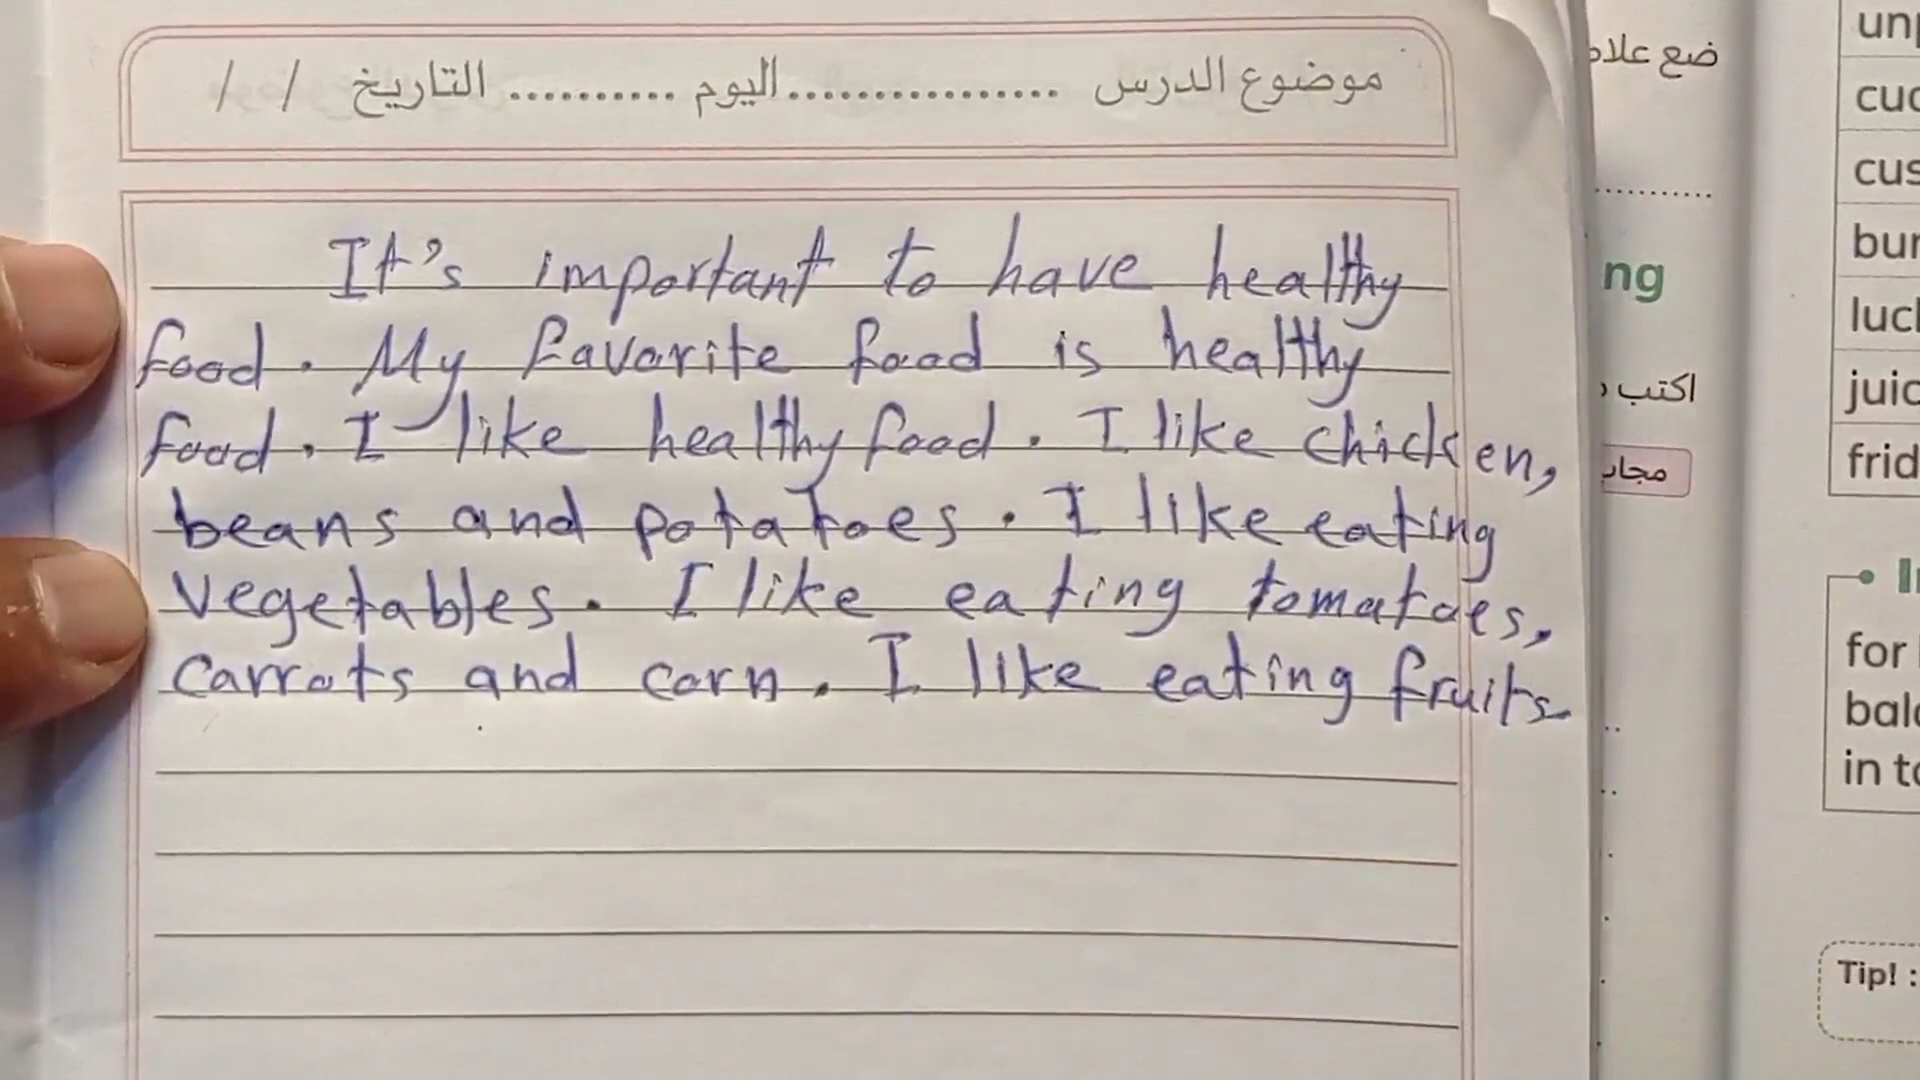 موضوع الدرس ................ اليوم .......... التاريخ / /
It's important to have healthy
food. My favorite food is healthy
food. I like healthy food. I like chicken,
beans and potatoes. I like eating
vegetables. I like eating tomatoes,
carrots and corn. I like eating fruits.
ضع
ng
اكتب
for
in
Tip! :